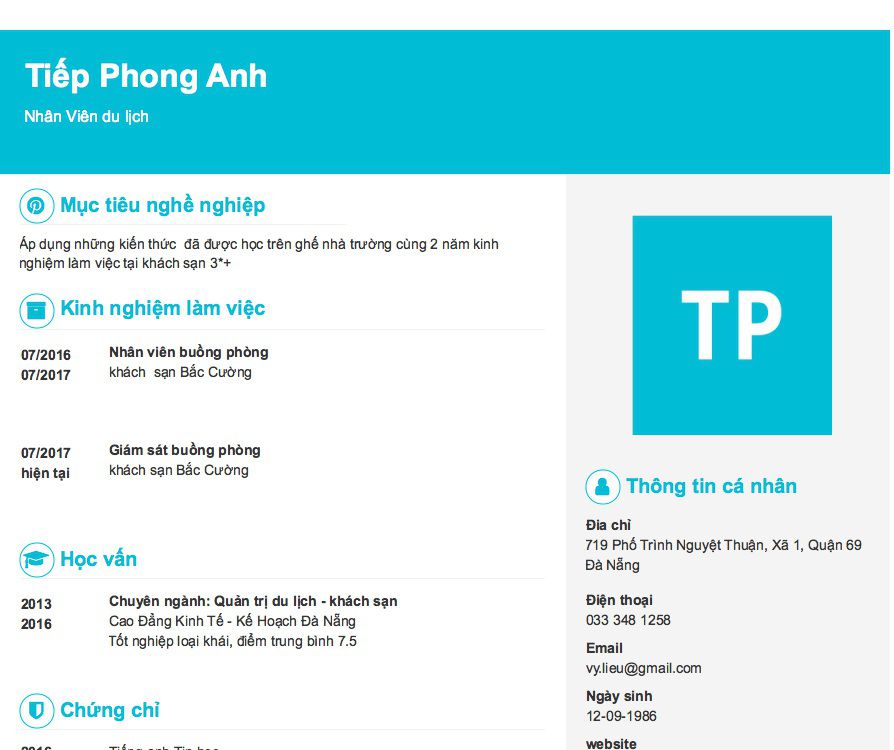 Tiếp Phong Anh
Nhân Viên du lịch
Mục tiêu nghề nghiệp
Áp dụng những kiến thức đã được học trên ghế nhà trường cùng 2 năm kinh
nghiệm làm việc tại khách sạn 3*+
Kinh nghiệm làm việc
07/2016
07/2017
Nhân viên buồng phòng
khách sạn Bắc Cường
07/2017
hiện tại
Giám sát buồng phòng
khách sạn Bắc Cường
Học vấn
2013
2016
Chuyên ngành: Quản trị du lịch - khách sạn
Cao Đẳng Kinh Tế - Kế Hoạch Đà Nẵng
Tốt nghiệp loại khái, điểm trung bình 7.5
Chứng chỉ
2016
Tiếng anh Tin học
TP
Thông tin cá nhân
Đia chỉ
719 Phố Trình Nguyệt Thuận, Xã 1, Quận 69
Đà Nẵng
Điện thoại
033 348 1258
Email
vy.lieu@gmail.com
Ngày sinh
12-09-1986
website